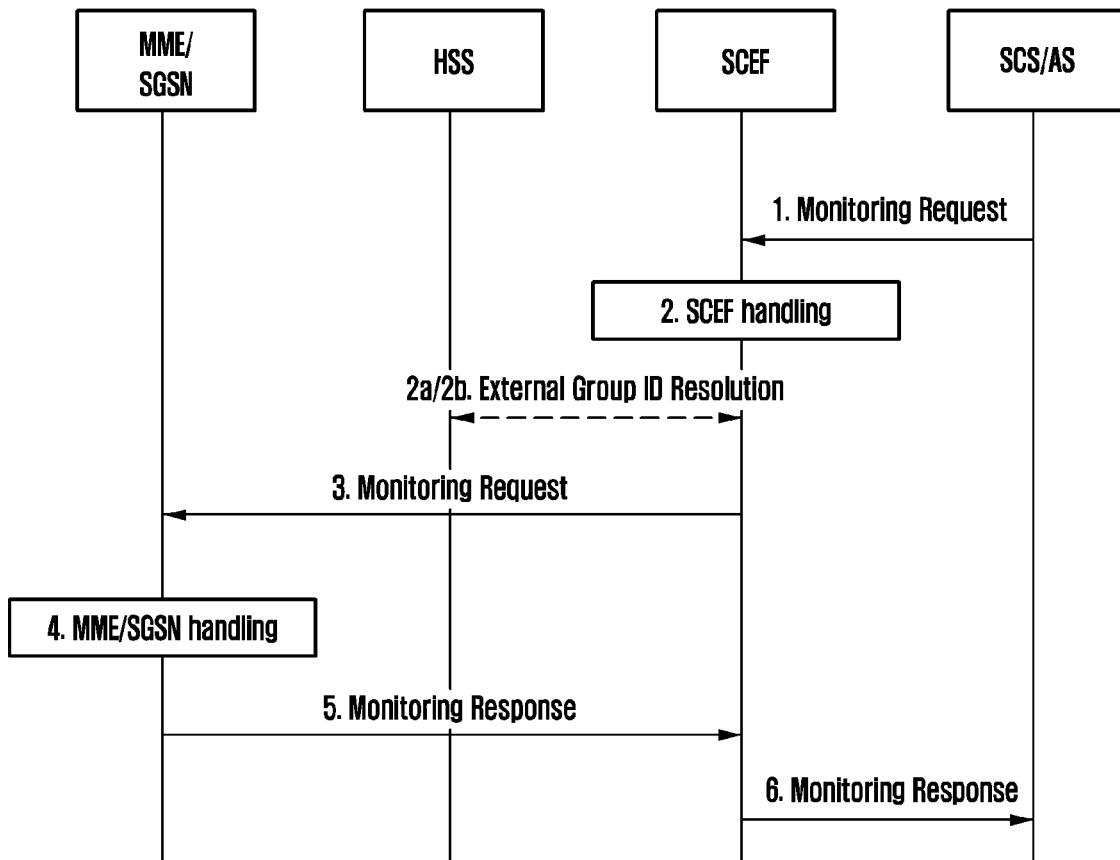 MME/
SGSN
HSS
SCEF
SCS/AS
1. Monitoring Request
2. SCEF handling
2a/2b. External Group ID Resolution
3. Monitoring Request
4. MME/SGSN handling
5. Monitoring Response
6. Monitoring Response